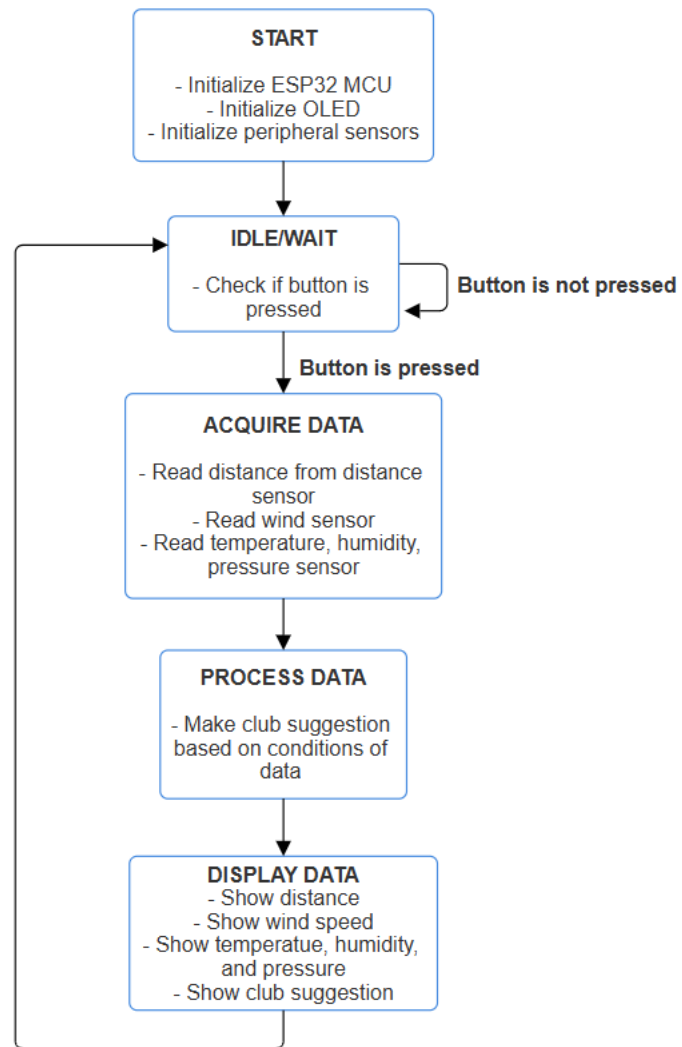 START
- Initialize ESP32 MCU
- Initialize OLED
- Initialize peripheral sensors
IDLE/WAIT
- Check if button is
pressed
Button is not pressed
Button is pressed
ACQUIRE DATA
- Read distance from distance
sensor
- Read wind sensor
- Read temperature, humidity,
pressure sensor
PROCESS DATA
- Make club suggestion
based on conditions of
data
DISPLAY DATA
- Show distance
- Show wind speed
- Show temperatue, humidity,
and pressure
- Show club suggestion